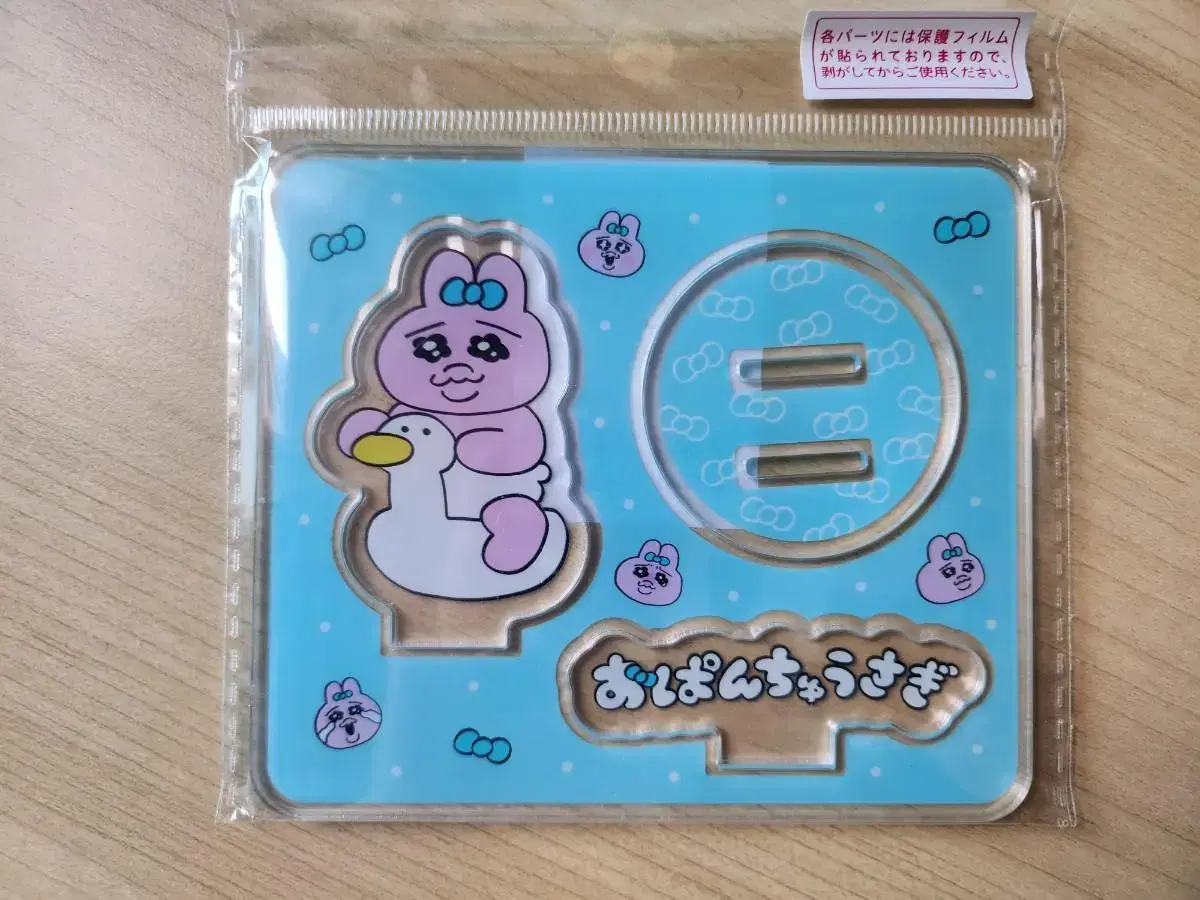 各パーツには保護フィルム
が貼られておりますので、
剥がしてからご使用ください。
おぱんちゅうさぎ